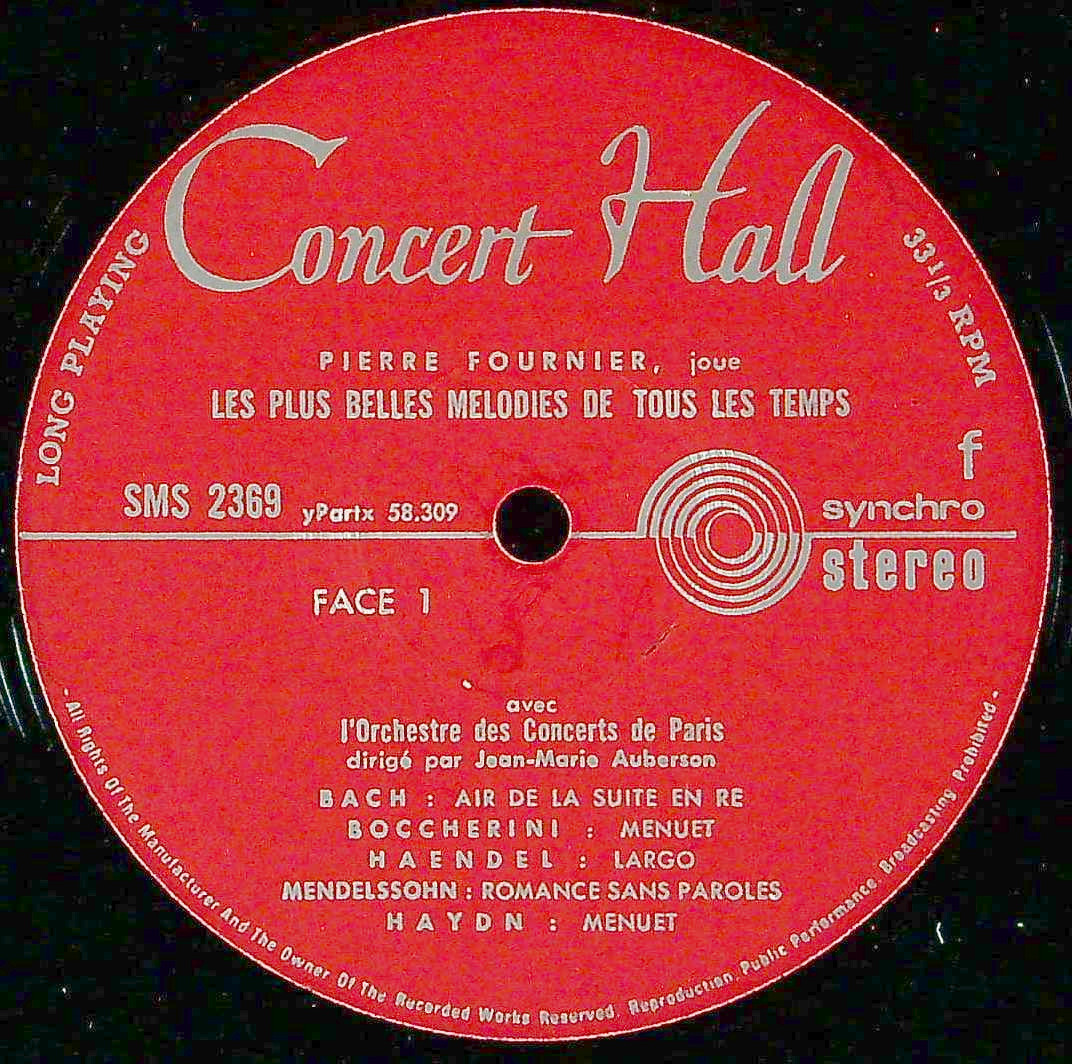 Concert Hall
LONG PLAYING
33 1/3 RPM
PIERRE FOURNIER, joue
LES PLUS BELLES MELODIES DE TOUS LES TEMPS
f
SMS 2369 yPartx 58.309
synchro
stereo
FACE 1
avec
l'Orchestre des Concerts de Paris
dirigé par Jean-Marie Auberson
BACH : AIR DE LA SUITE EN RE
BOCCHERINI : MENUET
HAENDEL : LARGO
MENDELSSOHN : ROMANCE SANS PAROLES
HAYDN : MENUET
- All Rights Of The Manufacturer And The Owner Of The Recorded Works Reserved. Reproduction, Public Performance, Broadcasting Prohibited -